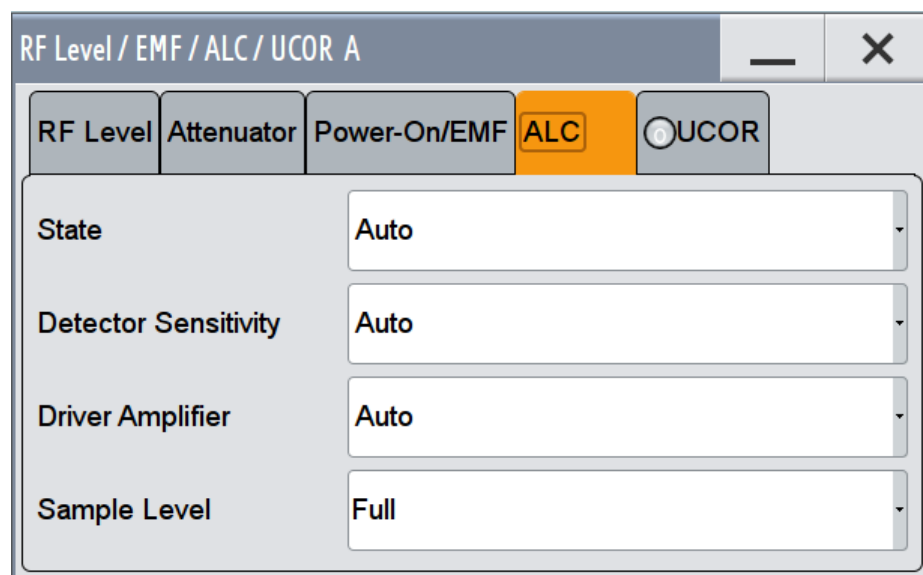 RF Level / EMF / ALC / UCOR A
RF Level Attenuator Power-On/EMF ALC 0 UCOR
State Auto
Detector Sensitivity Auto
Driver Amplifier Auto
Sample Level Full